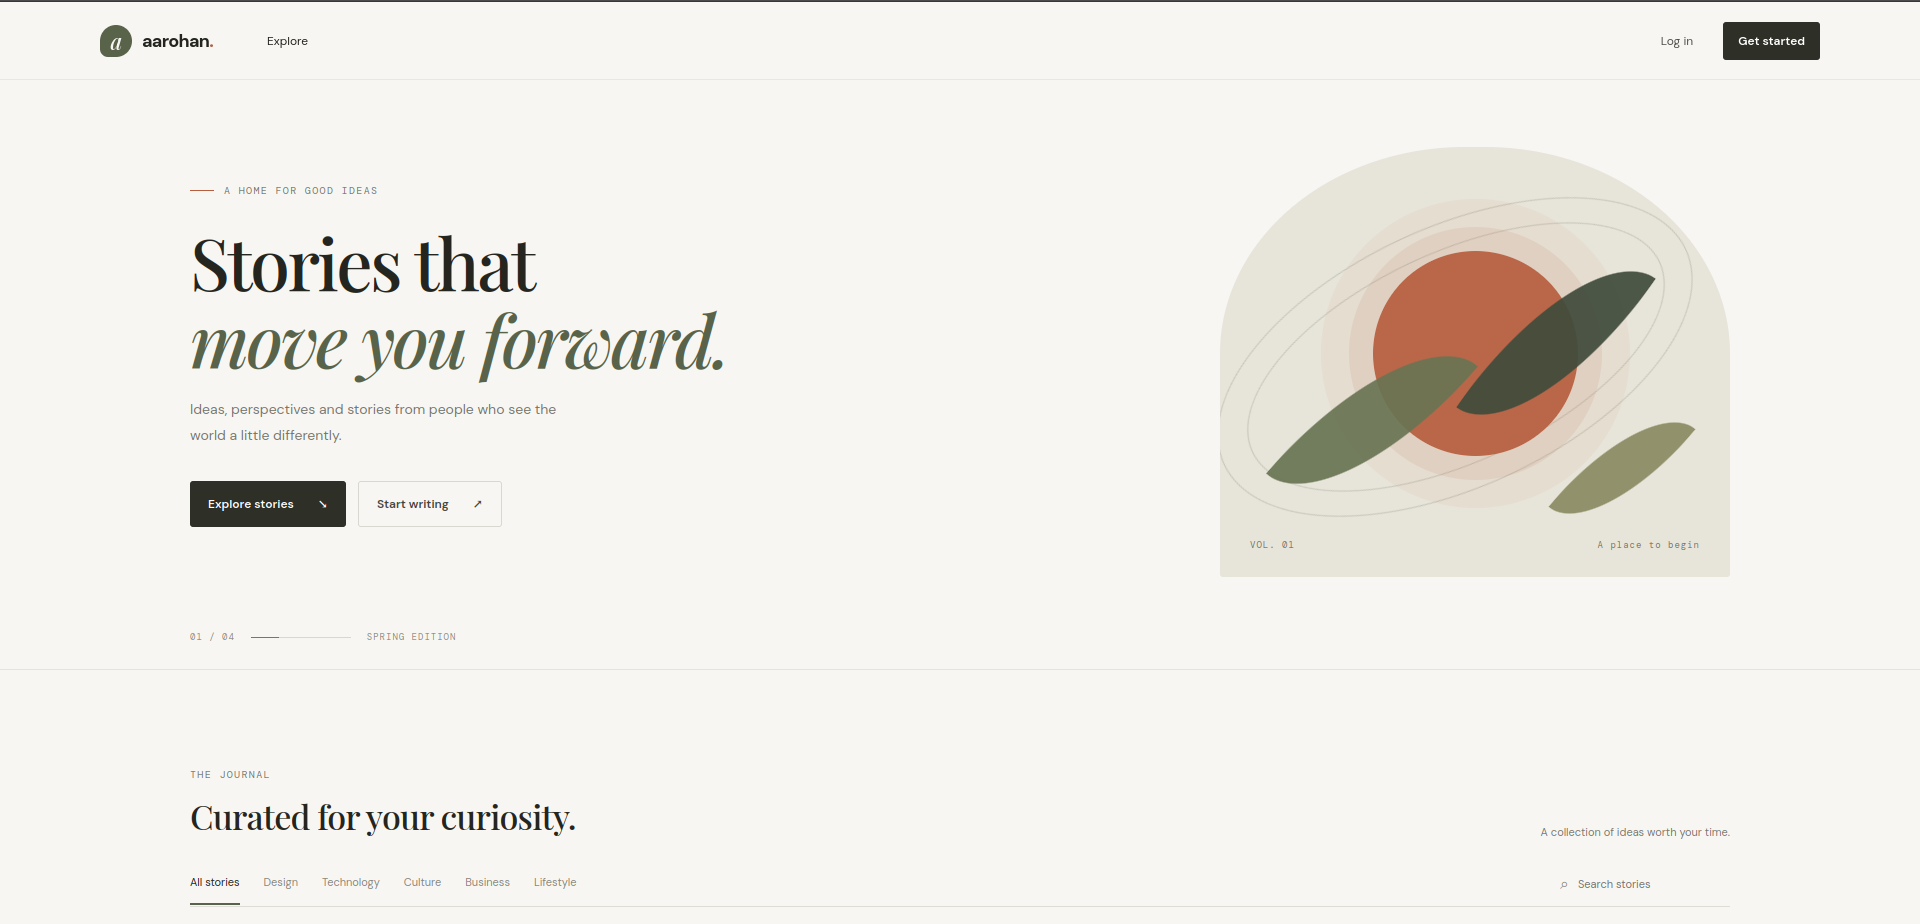 a aarohan. Explore Log in Get started
A HOME FOR GOOD IDEAS
Stories that
move you forward.
Ideas, perspectives and stories from people who see the
world a little differently.
Explore stories ↘ Start writing ↗
VOL. 01 A place to begin
01 / 04 SPRING EDITION
THE JOURNAL
Curated for your curiosity.
A collection of ideas worth your time.
All stories Design Technology Culture Business Lifestyle Search stories